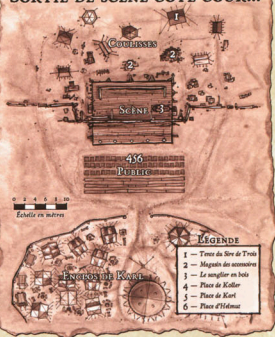 SORTIE DE SCÈNE CÔTÉ COUR...
1
COULISSES
2
2
SCÈNE 3
456
PUBLIC
0 2 4 6 8 10
Échelle en mètres
LÉGENDE
1 — Tente du Sire de Trois
2 — Magasin des accessoires
3 — Le sanglier en bois
4 — Place de Koller
5 — Place de Karl
6 — Place d'Helmut
ENCLOS DE KARL